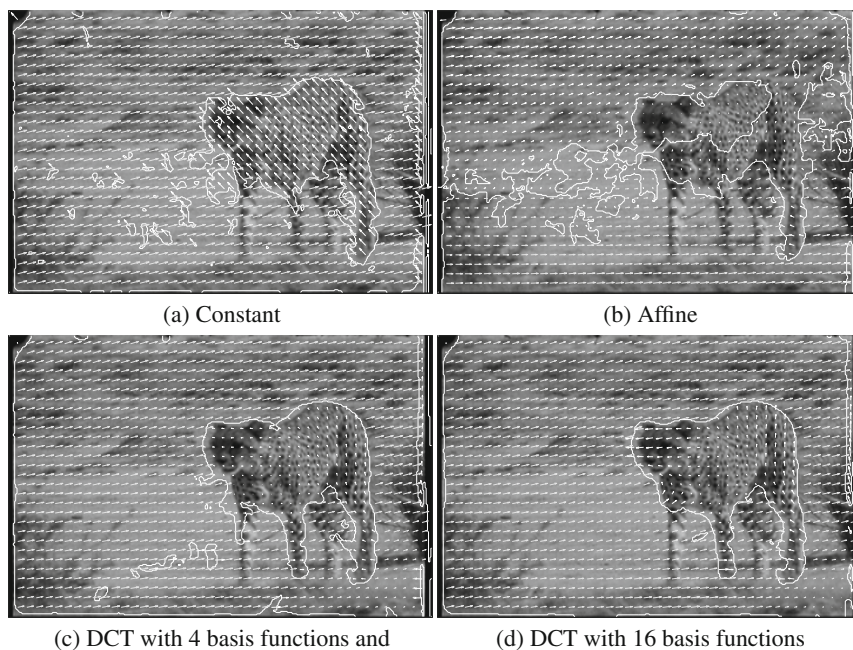 (a) Constant
(b) Affine
(c) DCT with 4 basis functions and
(d) DCT with 16 basis functions